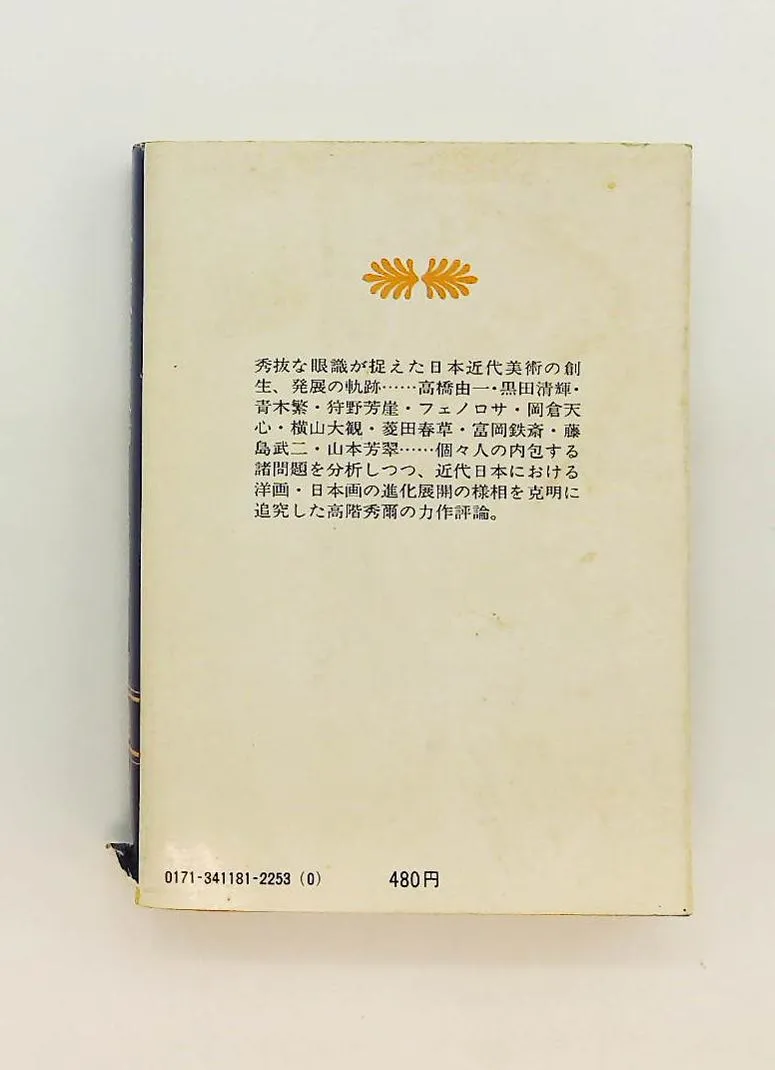 秀抜な眼識が捉えた日本近代美術の創
生、発展の軌跡……高橋由一・黒田清輝・
青木繁・狩野芳崖・フェノロサ・岡倉天
心・横山大観・菱田春草・富岡鉄斎・藤
島武二・山本芳翠……個々人の内包する
諸問題を分析しつつ、近代日本における
洋画・日本画の進化展開の様相を克明に
追究した高階秀爾の力作評論。
0171-341181-2253 (0) 480円